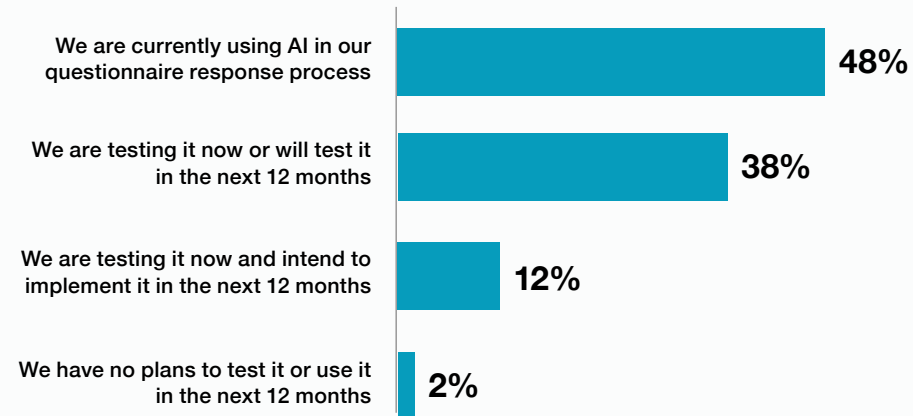 We are currently using AI in our
questionnaire response process
48%
We are testing it now or will test it
in the next 12 months
38%
We are testing it now and intend to
implement it in the next 12 months
12%
We have no plans to test it or use it
in the next 12 months
2%